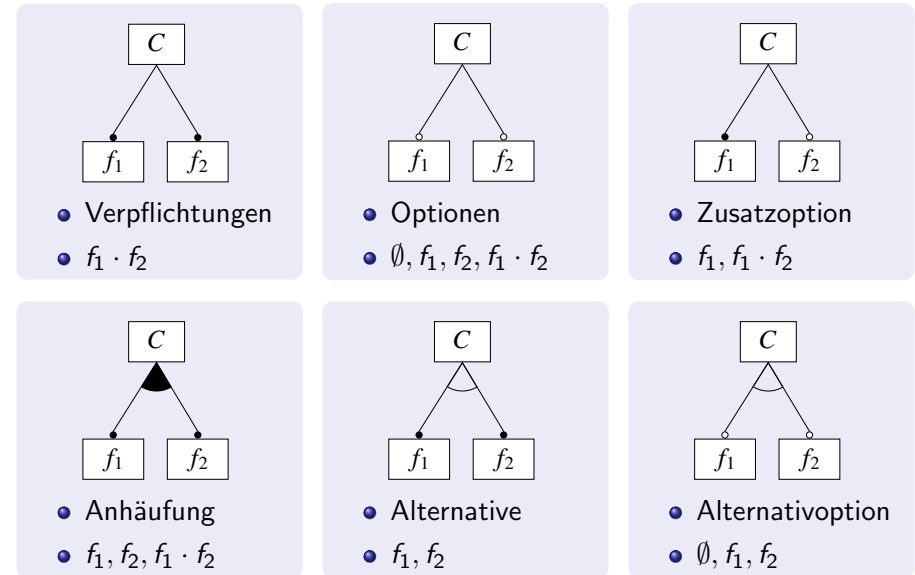 C
f₁ f₂
Verpflichtungen
f₁ · f₂
C
f₁ f₂
Optionen
∅, f₁, f₂, f₁ · f₂
C
f₁ f₂
Zusatzoption
f₁, f₁ · f₂
C
f₁ f₂
Anhäufung
f₁, f₂, f₁ · f₂
C
f₁ f₂
Alternative
f₁, f₂
C
f₁ f₂
Alternativoption
∅, f₁, f₂